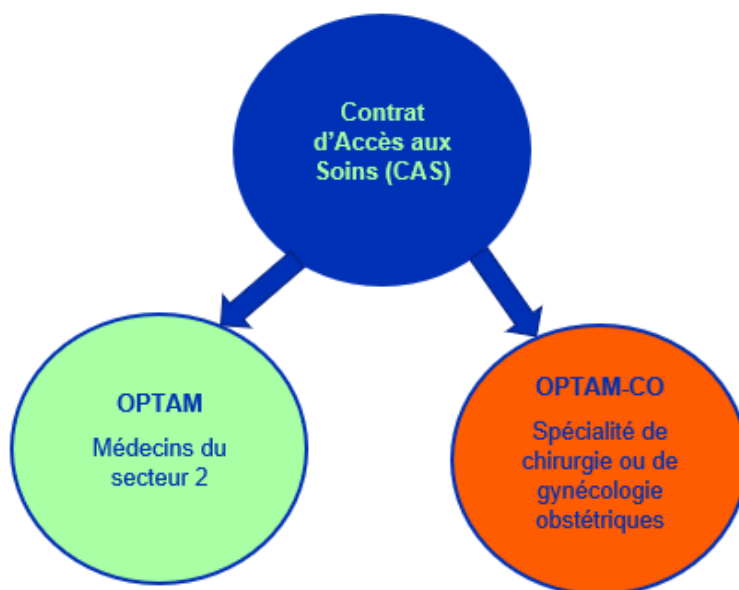 Contrat
d'Accès aux
Soins (CAS)
OPTAM
Médecins du
secteur 2
OPTAM-CO
Spécialité de
chirurgie ou de
gynécologie
obstétriques